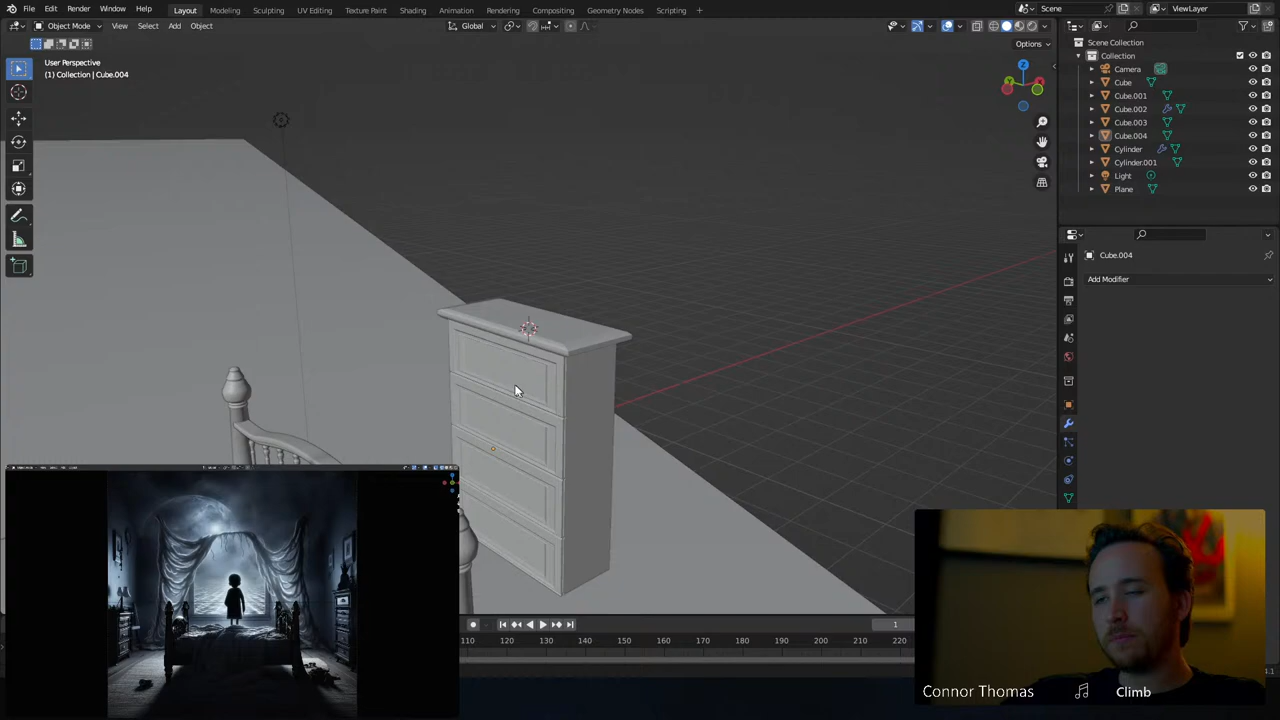 File Edit Render Window Help Layout Modeling Sculpting UV Editing Texture Paint Shading Animation Rendering Compositing Geometry Nodes Scripting + Scene ViewLayer
Object Mode View Select Add Object Global
Options
User Perspective
(1) Collection | Cube.004
Scene Collection
Collection
Camera
Cube
Cube.001
Cube.002
Cube.003
Cube.004
Cylinder
Cylinder.001
Light
Plane
Z
Cube.004
Add Modifier
1
110 120 130 140 150 160 170 180 190 200 210 220
Connor Thomas Climb